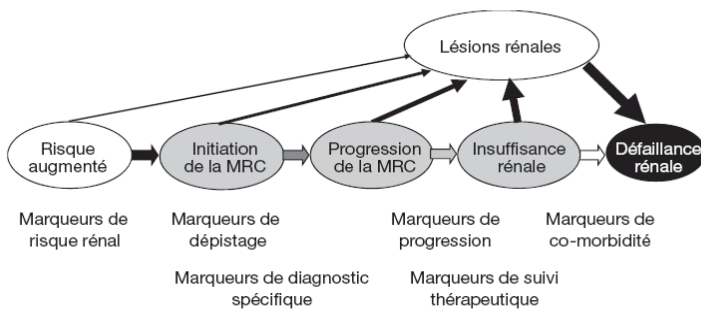 Lésions rénales
Risque
augmenté
Initiation
de la MRC
Progression
de la MRC
Insuffisance
rénale
Défaillance
rénale
Marqueurs de
risque rénal
Marqueurs de
dépistage
Marqueurs de
progression
Marqueurs de
co-morbidité
Marqueurs de diagnostic
spécifique
Marqueurs de suivi
thérapeutique